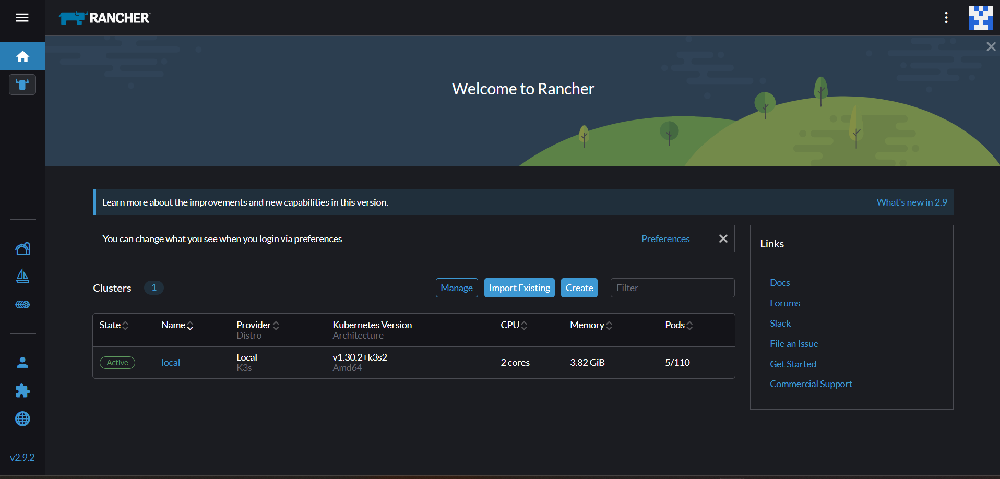 RANCHER
Welcome to Rancher
Learn more about the improvements and new capabilities in this version.
What's new in 2.9
You can change what you see when you login via preferences
Preferences
Links
Docs
Forums
Slack
File an Issue
Get Started
Commercial Support
Clusters 1
Manage
Import Existing
Create
Filter
State Name Provider Kubernetes Version CPU Memory Pods
Distro Architecture
Active local Local v1.30.2+k3s2 2 cores 3.82 GiB 5/110
K3s Amd64
v2.9.2